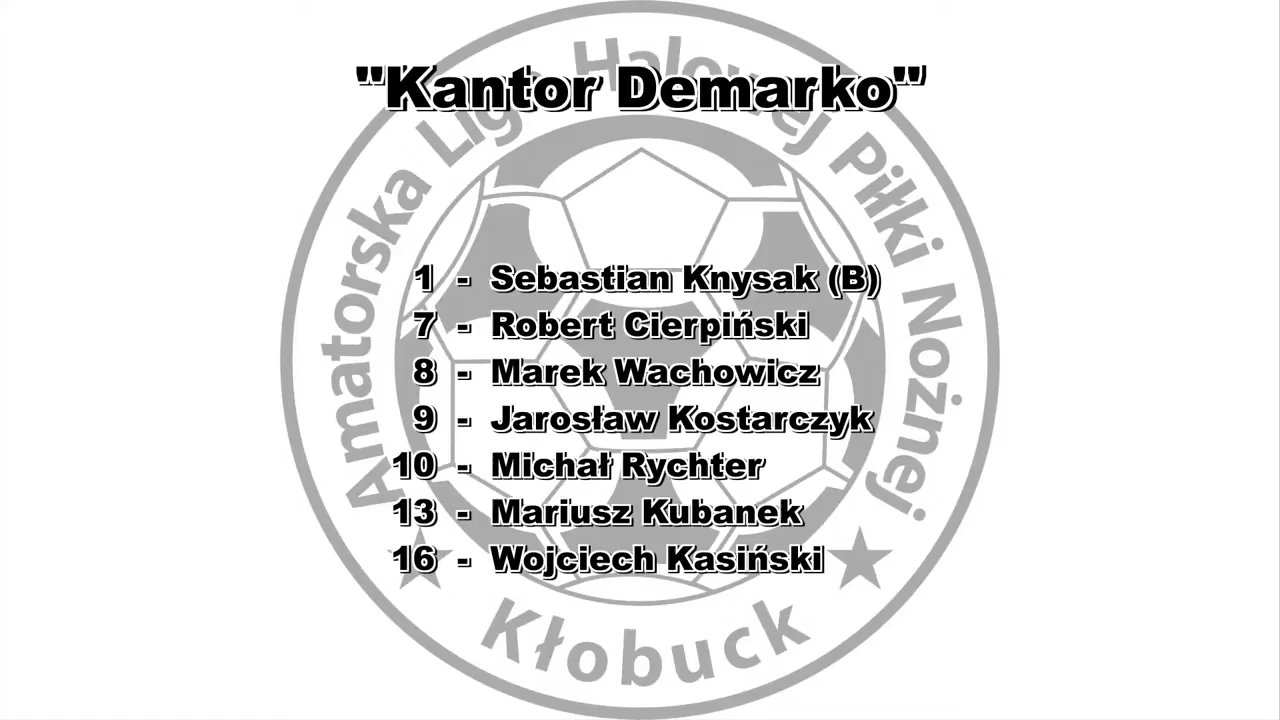 "Kantor Demarko"
1 - Sebastian Knysak (B)
7 - Robert Cierpiński
8 - Marek Wachowicz
9 - Jarosław Kostarczyk
10 - Michał Rychter
13 - Mariusz Kubanek
16 - Wojciech Kasiński
Amatorska Liga Halowej Piłki Nożnej
Kłobuck